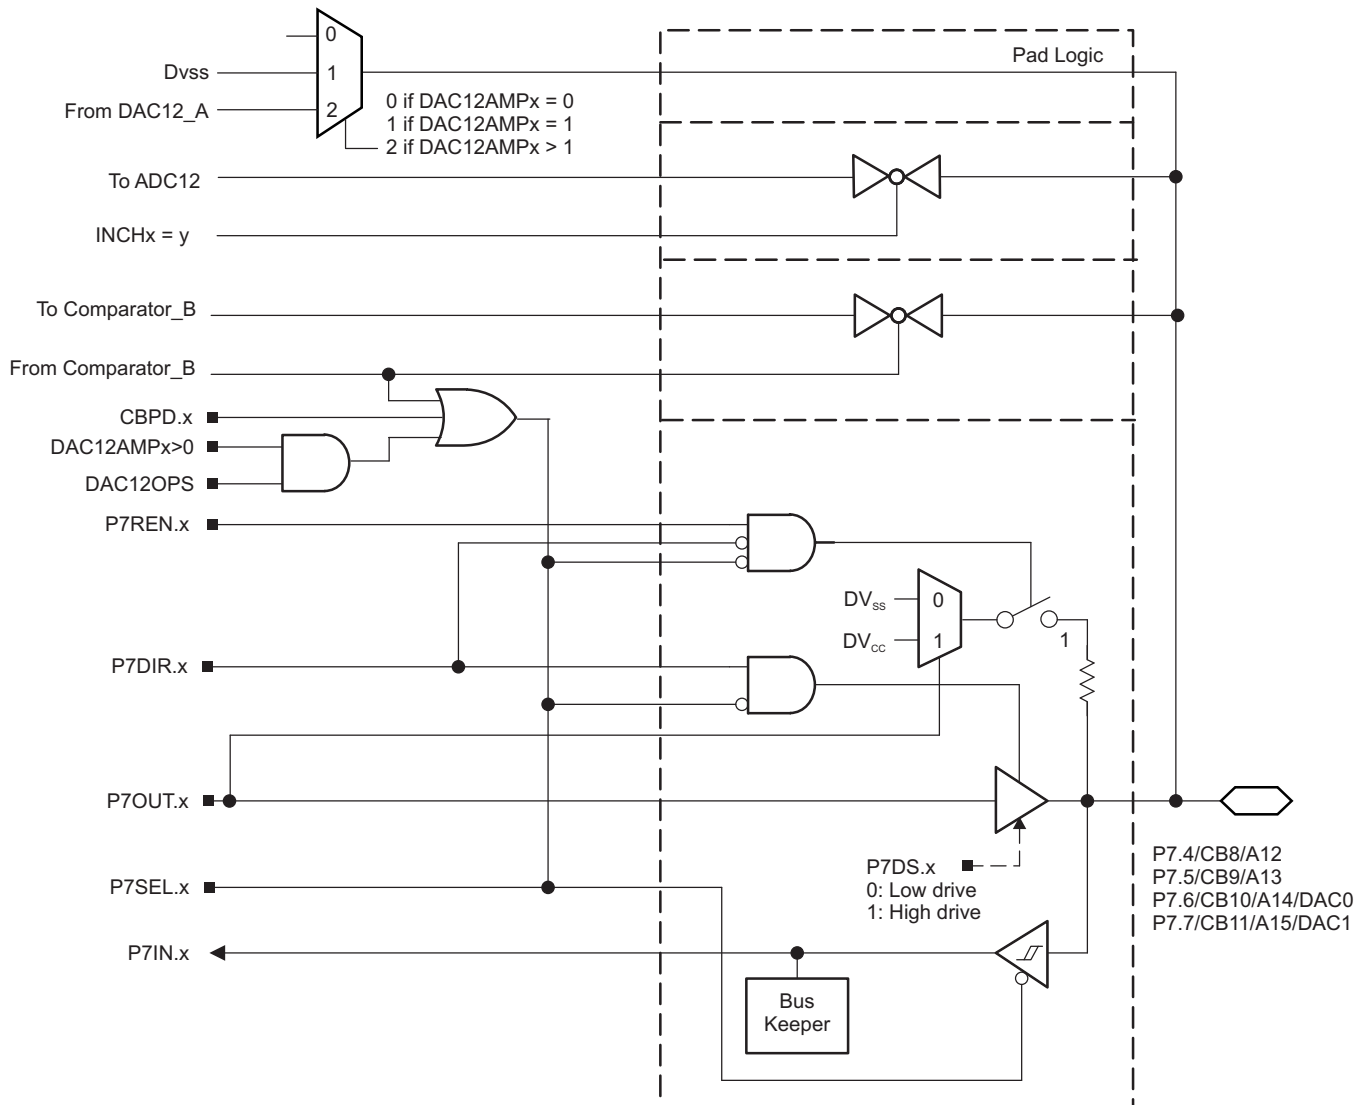 0
Pad Logic
Dvss
1
0 if DAC12AMPx = 0
From DAC12_A
2
1 if DAC12AMPx = 1
2 if DAC12AMPx > 1
To ADC12
INCHx = y
To Comparator_B
From Comparator_B
CBPD.x
DAC12AMPx>0
DAC12OPS
P7REN.x
DVSS
0
DVCC
1
1
P7DIR.x
P7OUT.x
P7DS.x
0: Low drive
1: High drive
P7.4/CB8/A12
P7.5/CB9/A13
P7.6/CB10/A14/DAC0
P7.7/CB11/A15/DAC1
P7SEL.x
P7IN.x
Bus
Keeper